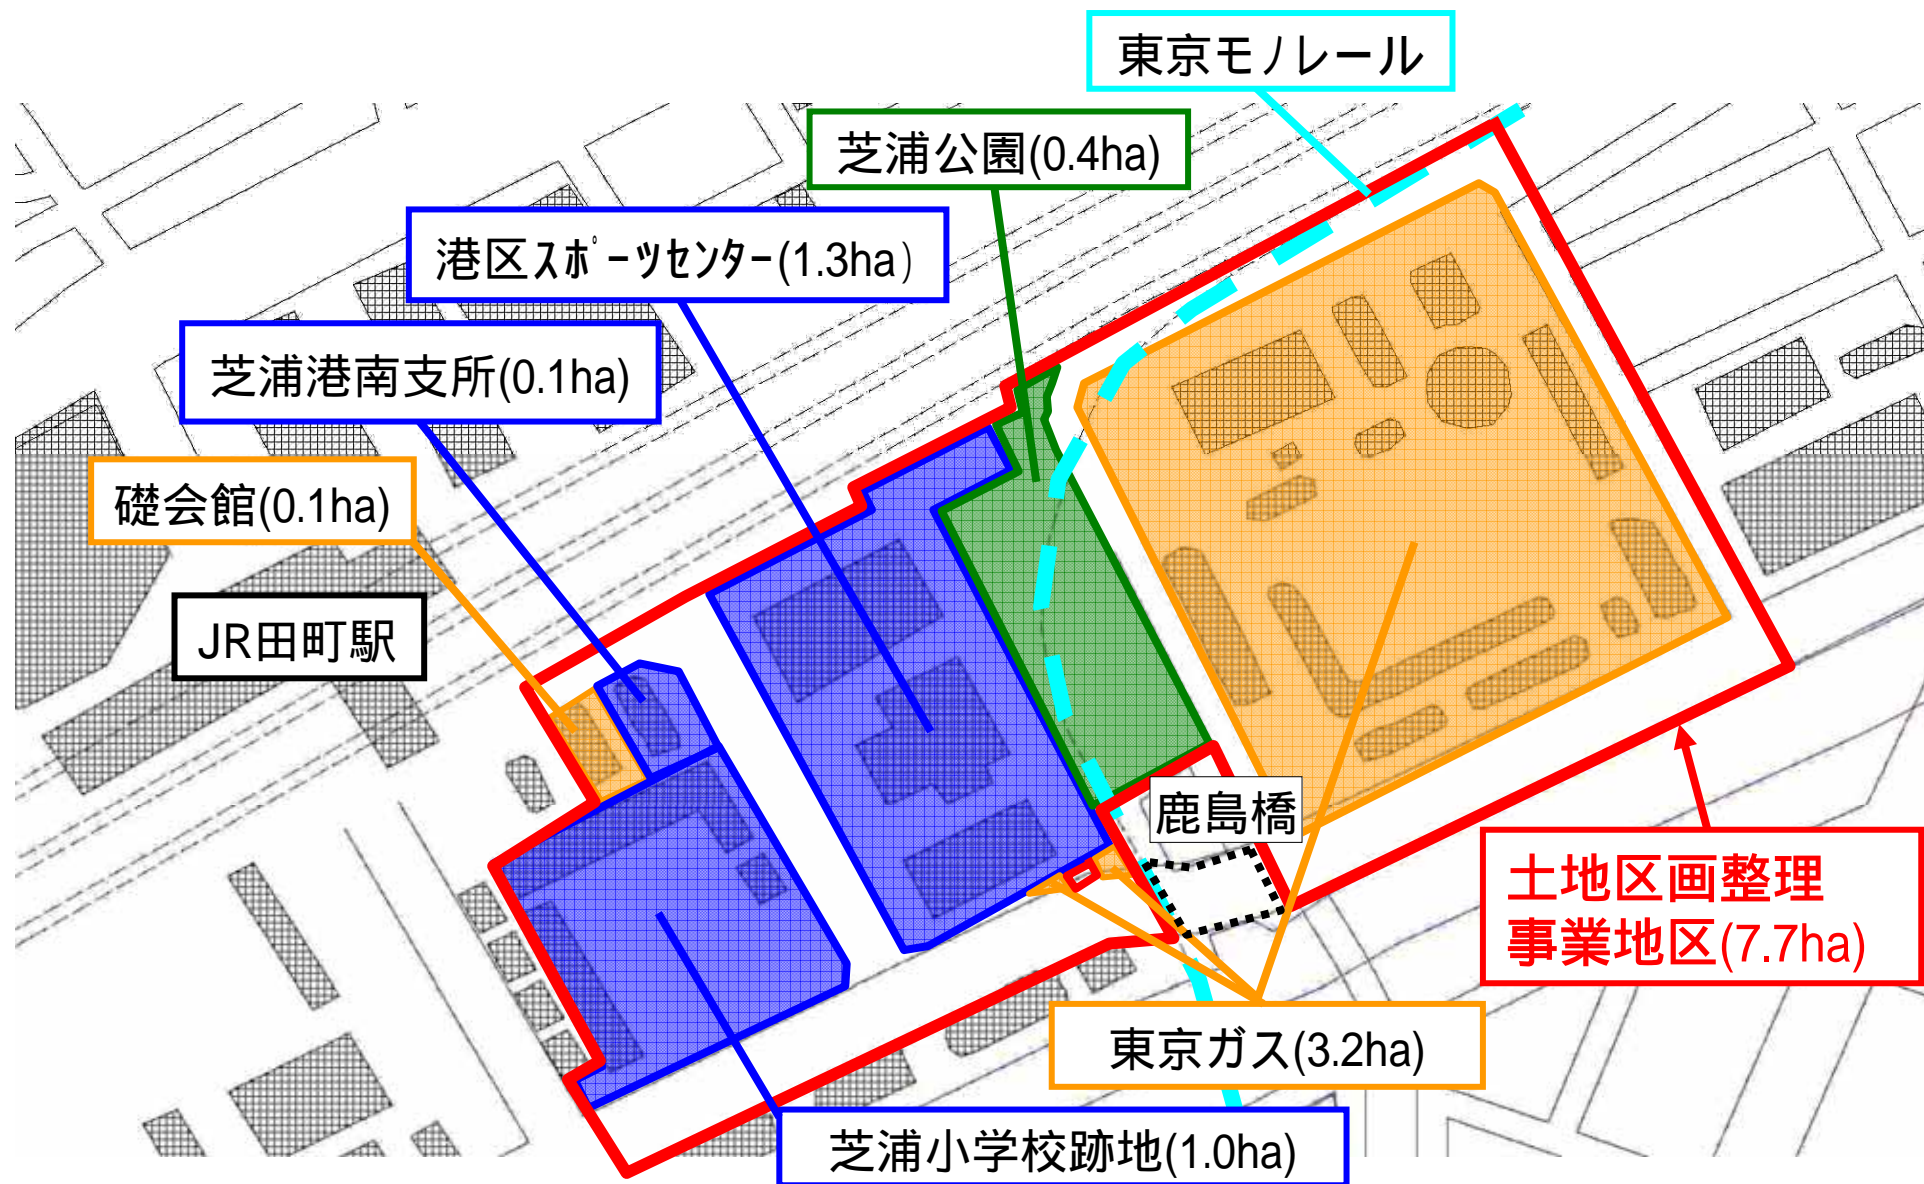 東京モノレール
芝浦公園(0.4ha)
港区スポーツセンター(1.3ha)
芝浦港南支所(0.1ha)
礎会館(0.1ha)
JR田町駅
鹿島橋
土地区画整理
事業地区(7.7ha)
東京ガス(3.2ha)
芝浦小学校跡地(1.0ha)